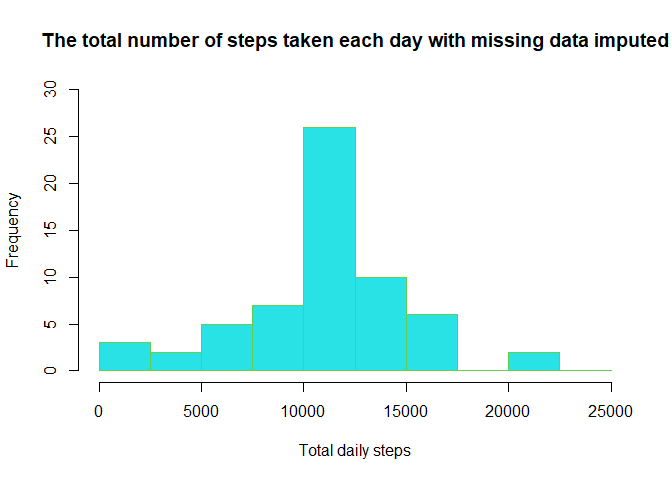 The total number of steps taken each day with missing data imputed
30
25
20
15
10
5
0
Frequency
0 5000 10000 15000 20000 25000
Total daily steps